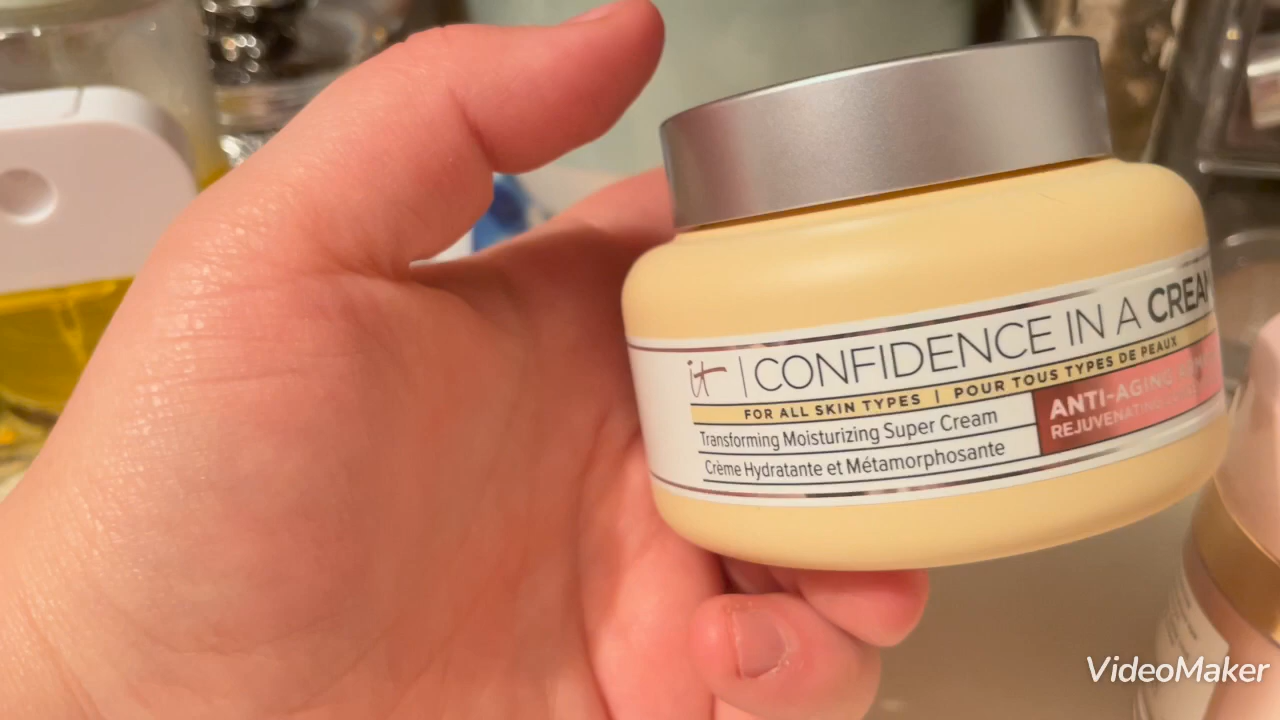 it | CONFIDENCE IN A CREAM
FOR ALL SKIN TYPES | POUR TOUS TYPES DE PEAUX
Transforming Moisturizing Super Cream
Crème Hydratante et Métamorphosante
ANTI-AGING
REJUVENATING
VideoMaker